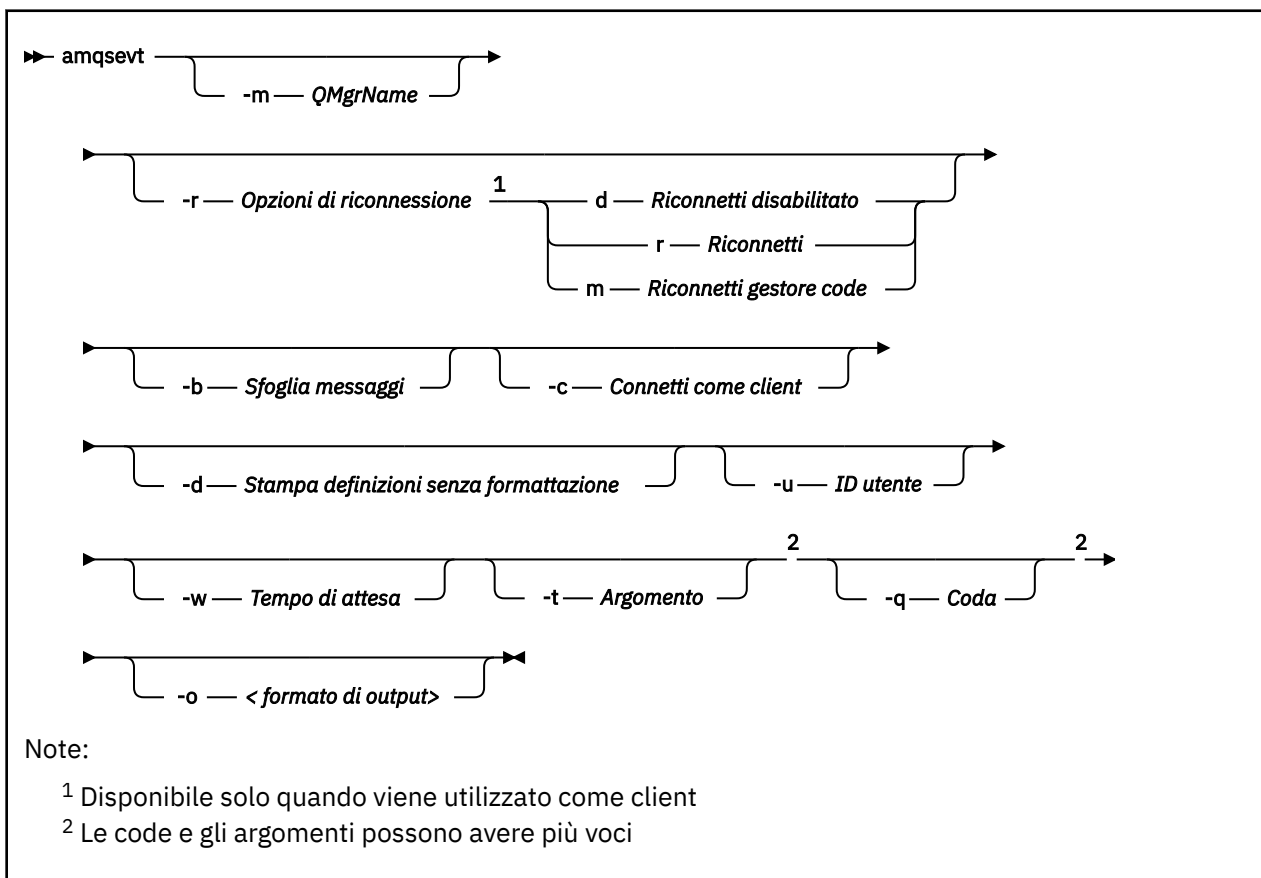 amqsevt
-m QMgrName
-r Opzioni di riconnessione 1 d Riconnetti disabilitato
r Riconnetti
m Riconnetti gestore code
-b Sfoglia messaggi -c Connetti come client
-d Stampa definizioni senza formattazione -u ID utente
-w Tempo di attesa -t Argomento 2 -q Coda 2
-o < formato di output>
Note:
1 Disponibile solo quando viene utilizzato come client
2 Le code e gli argomenti possono avere più voci